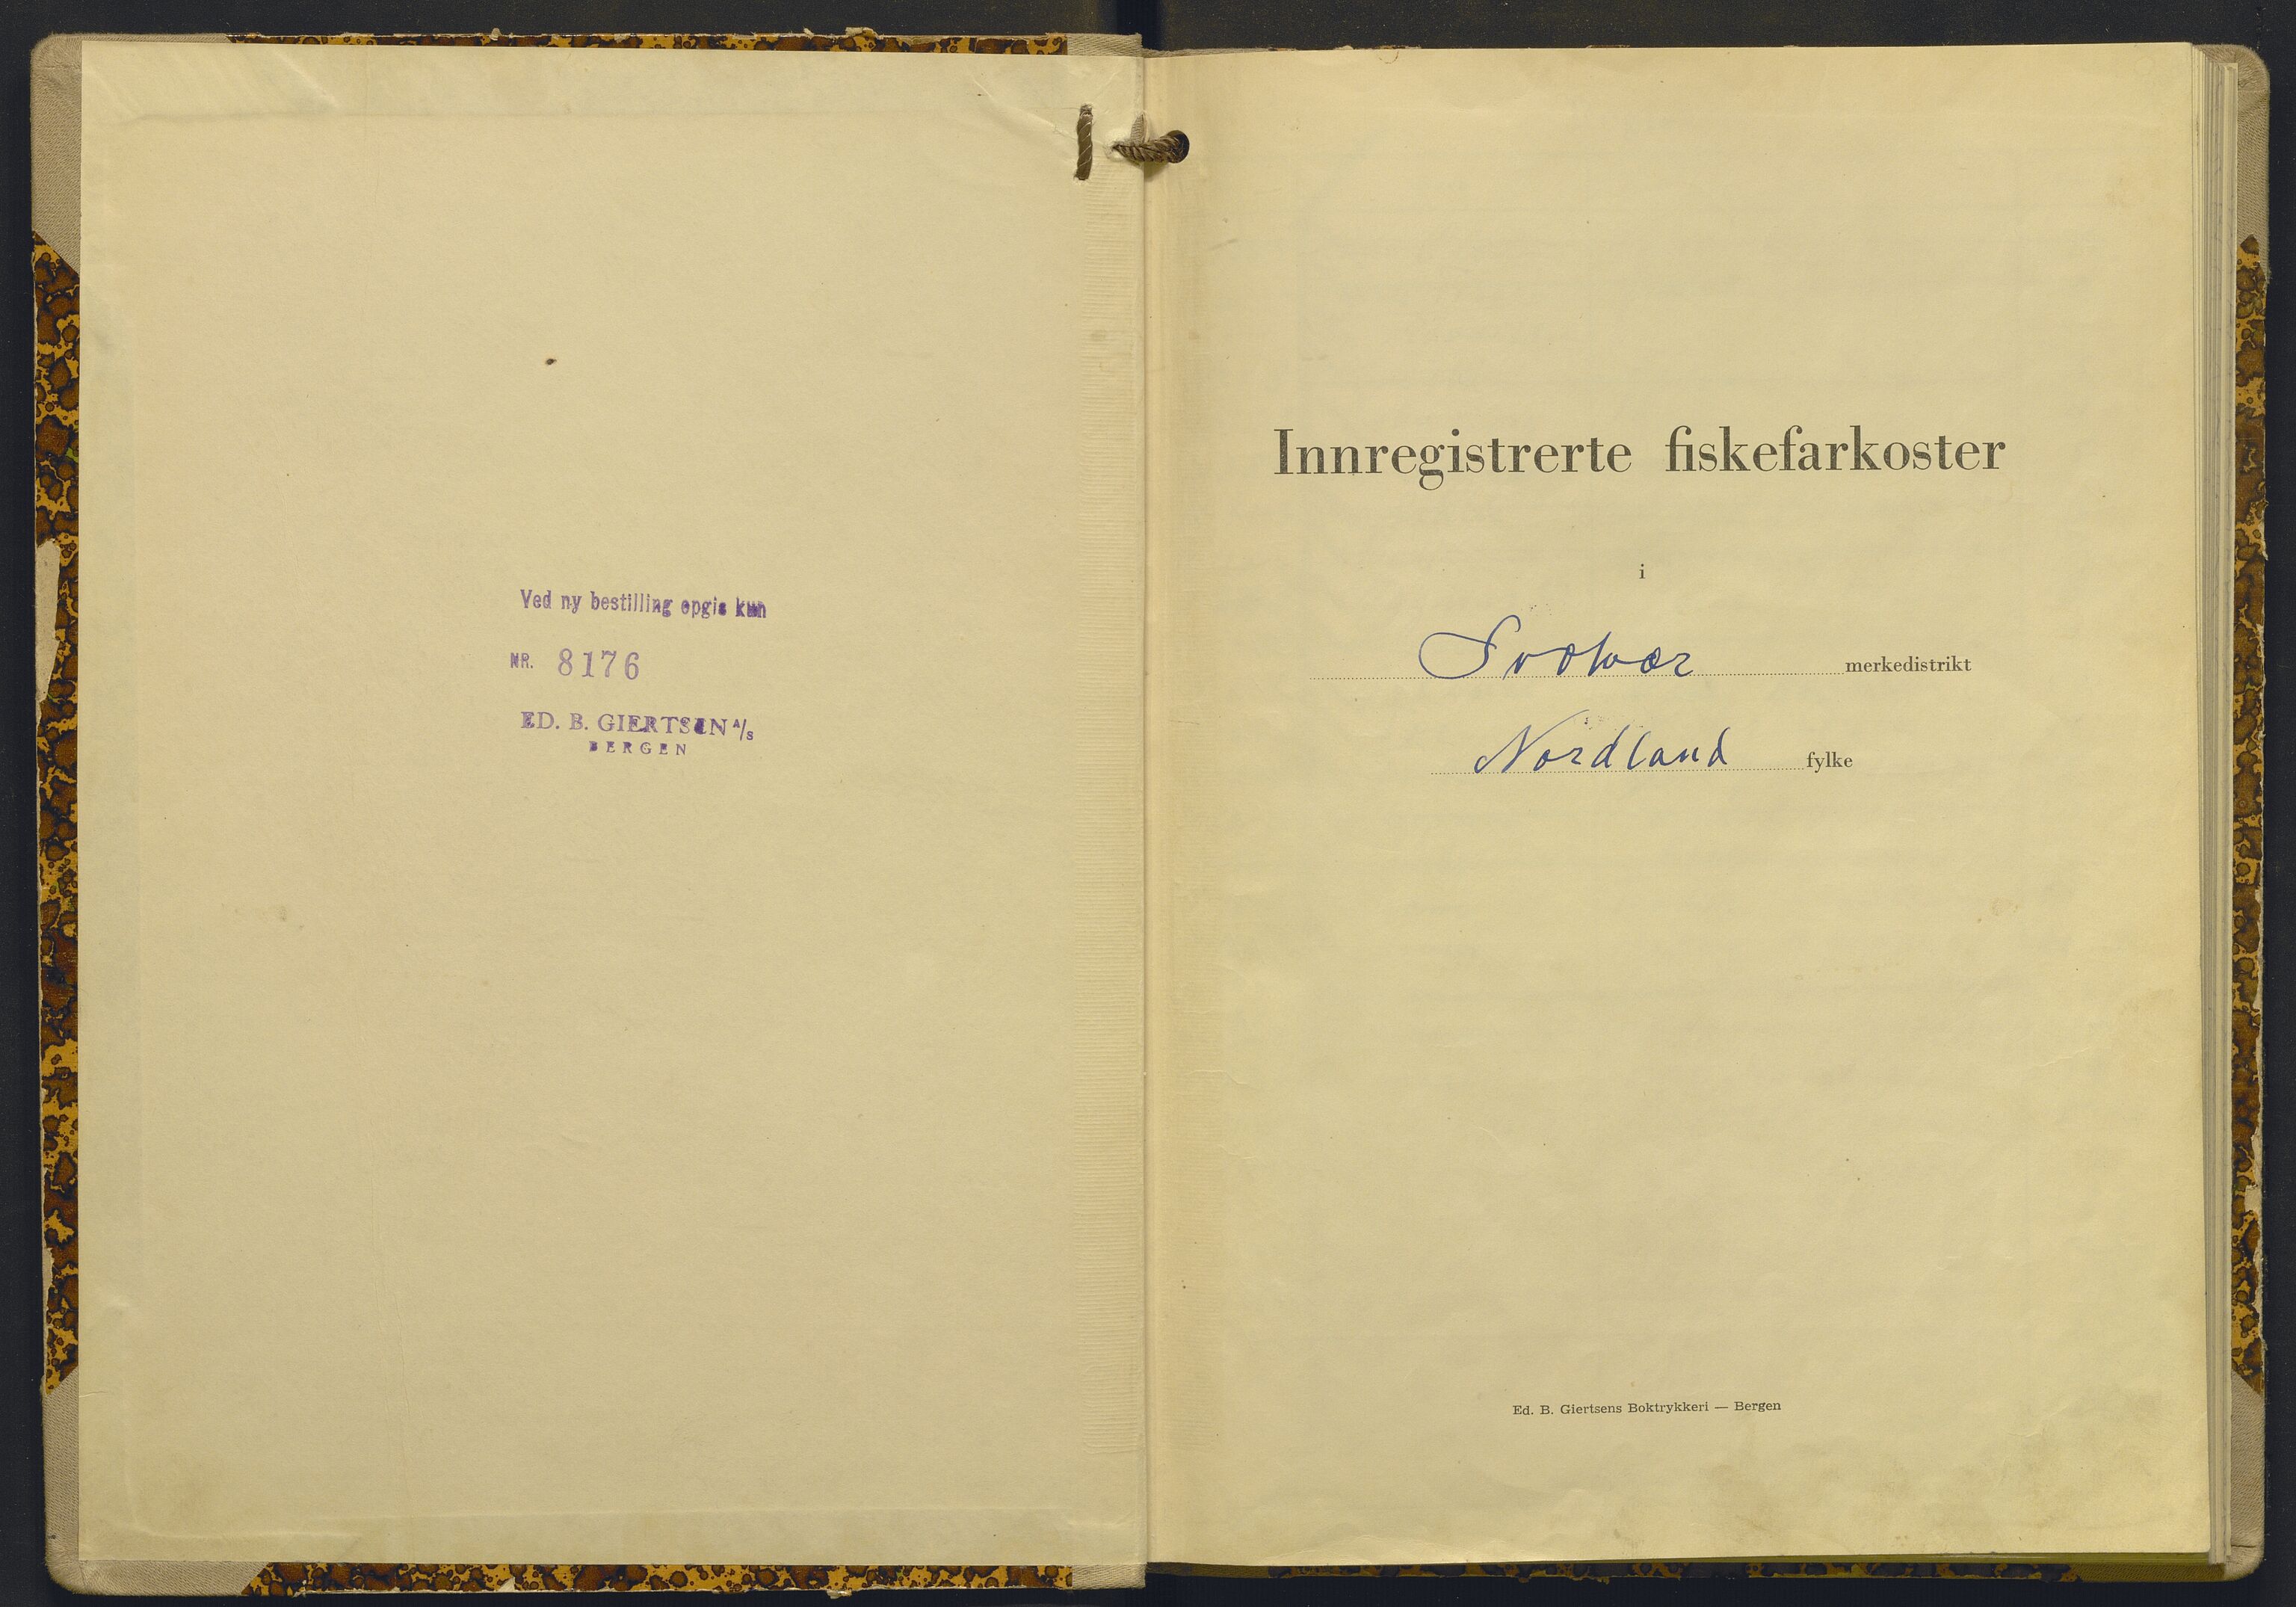 Ved ny bestilling opgis kun
NR. 8176
ED. B. GIERTSEN A/S
BERGEN
Innregistrerte fiskefarkoster
i
Svolvær merkedistrikt
Nordland fylke
Ed. B. Giertsens Boktrykkeri — Bergen